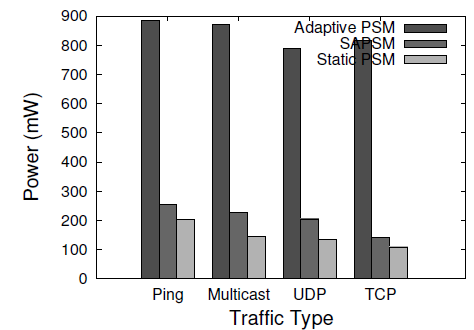 900
800
700
600
500
400
300
200
100
0
Power (mW)
Adaptive PSM
SAPSM
Static PSM
Ping Multicast UDP TCP
Traffic Type